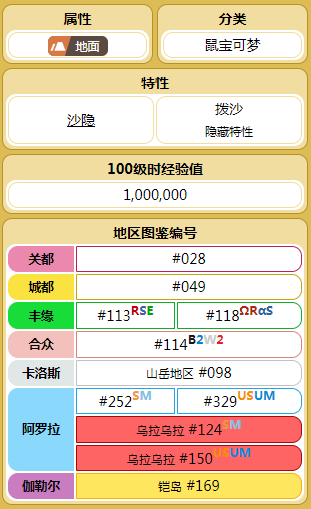 属性
分类
地面
鼠宝可梦
特性
沙隐
拨沙
隐藏特性
100级时经验值
1,000,000
地区图鉴编号
关都 #028
城都 #049
丰缘 #113RSE #118ΩRαS
合众 #114B2W2
卡洛斯 山岳地区 #098
阿罗拉 #252SM #329USUM
乌拉乌拉 #124SM
乌拉乌拉 #150USUM
伽勒尔 铠岛 #169